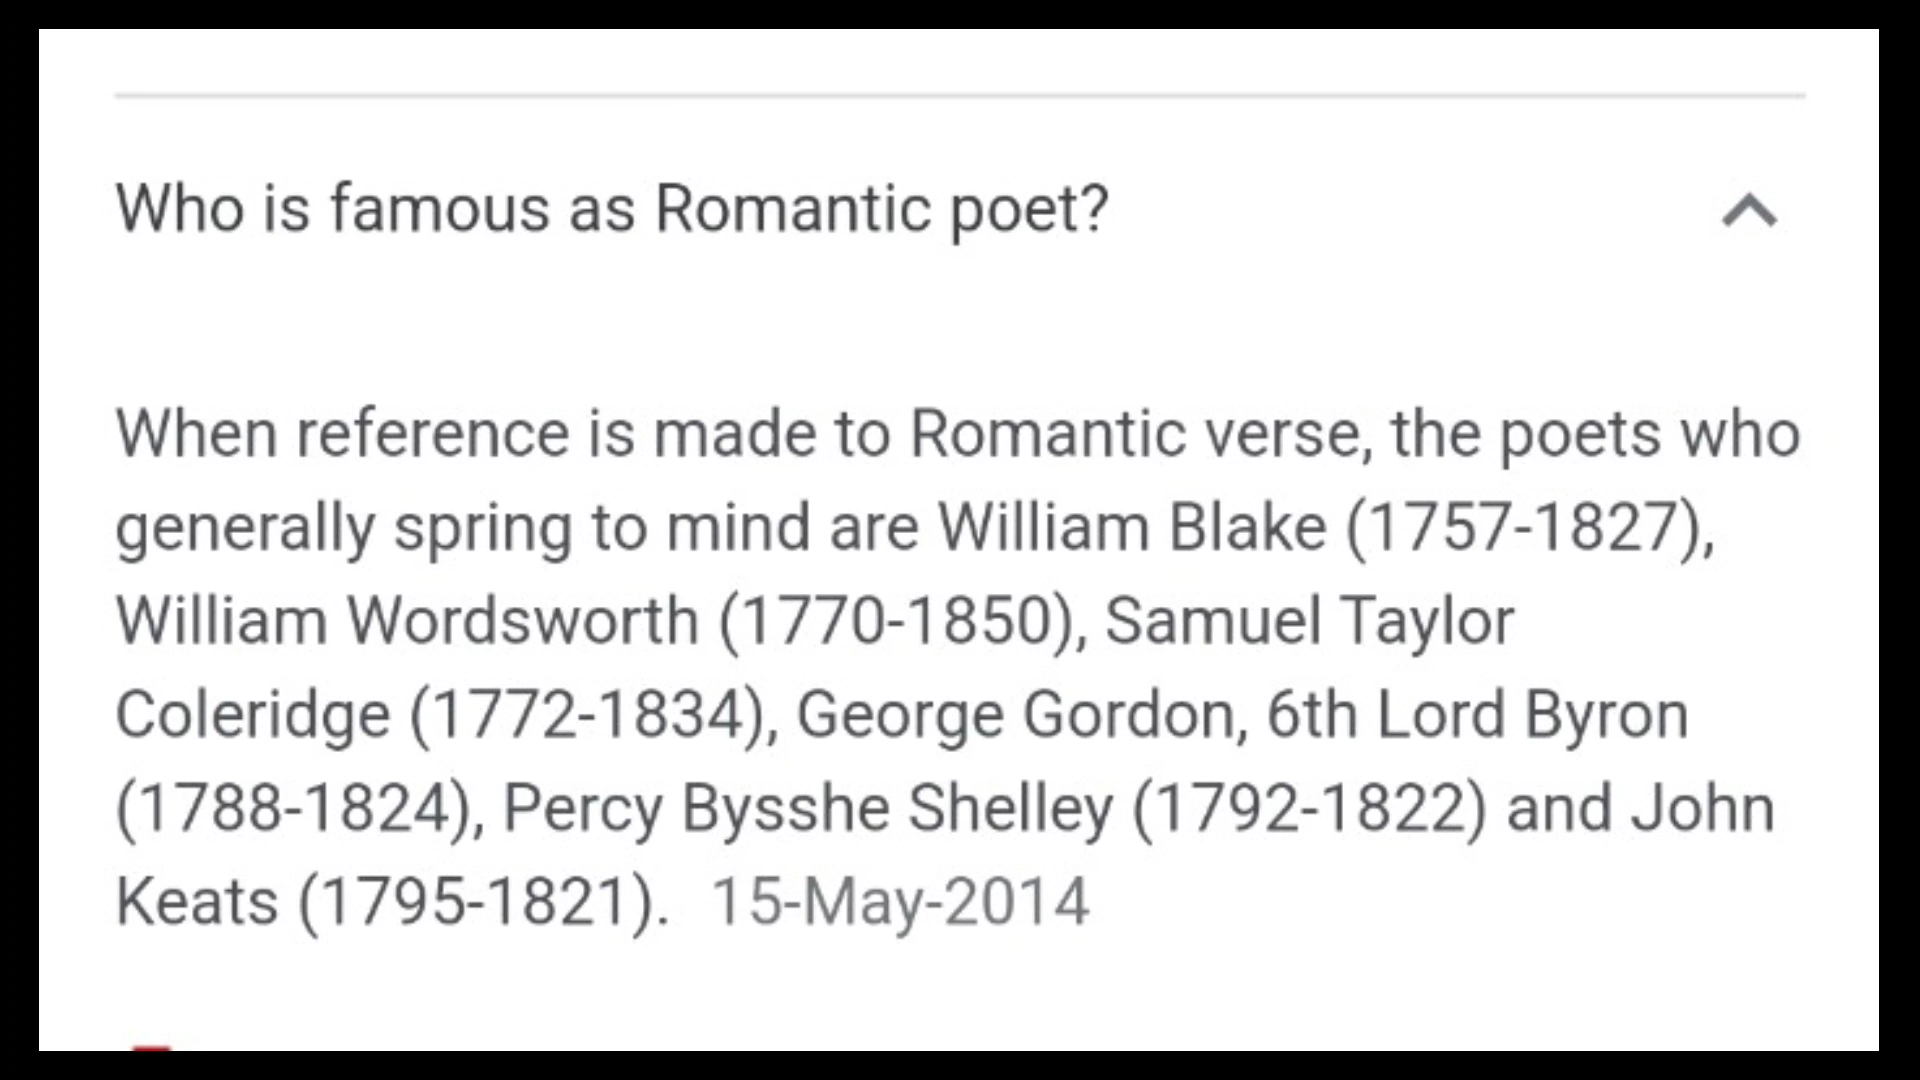 Who is famous as Romantic poet?
When reference is made to Romantic verse, the poets who
generally spring to mind are William Blake (1757-1827),
William Wordsworth (1770-1850), Samuel Taylor
Coleridge (1772-1834), George Gordon, 6th Lord Byron
(1788-1824), Percy Bysshe Shelley (1792-1822) and John
Keats (1795-1821). 15-May-2014